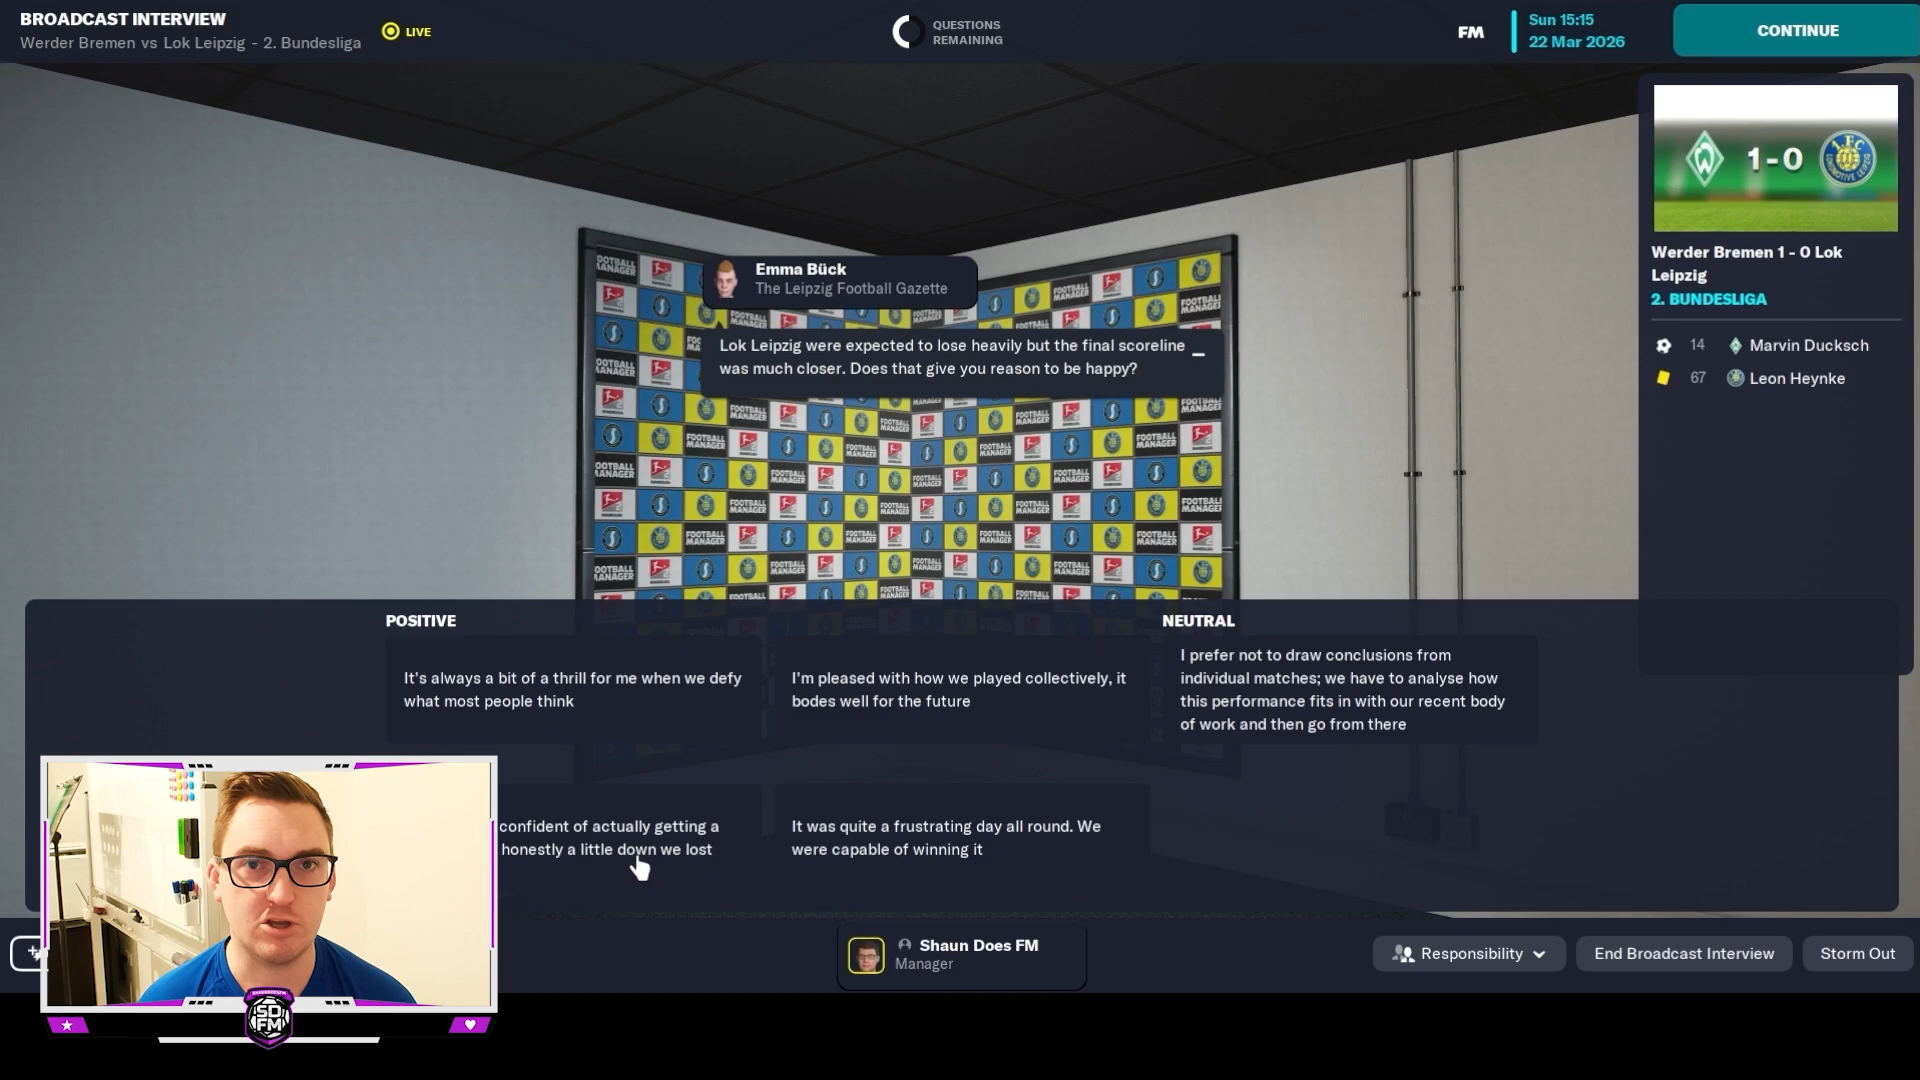 BROADCAST INTERVIEW
Werder Bremen vs Lok Leipzig - 2. Bundesliga
LIVE
QUESTIONS
REMAINING
FM
Sun 15:15
22 Mar 2026
CONTINUE
1 - 0
Werder Bremen 1 - 0 Lok
Leipzig
2. BUNDESLIGA
14 Marvin Ducksch
67 Leon Heynke
Emma Bück
The Leipzig Football Gazette
Lok Leipzig were expected to lose heavily but the final scoreline
was much closer. Does that give you reason to be happy?
FOOTBALL
MANAGER
POSITIVE
It's always a bit of a thrill for me when we defy
what most people think
I'm pleased with how we played collectively, it
bodes well for the future
NEUTRAL
I prefer not to draw conclusions from
individual matches; we have to analyse how
this performance fits in with our recent body
of work and then go from there
confident of actually getting a
honestly a little down we lost
It was quite a frustrating day all round. We
were capable of winning it
Shaun Does FM
Manager
Responsibility
End Broadcast Interview
Storm Out
SD
FM